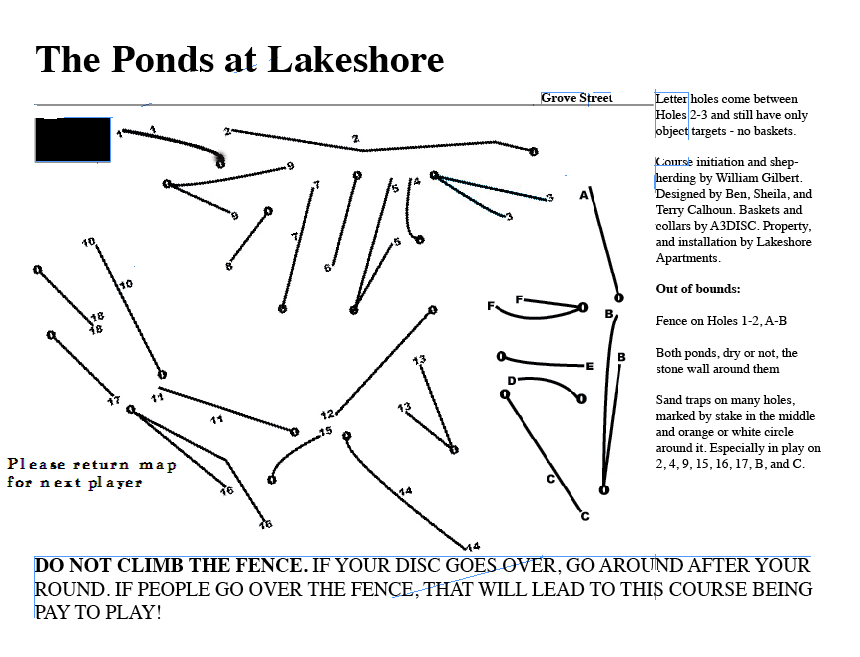 The Ponds at Lakeshore
Grove Street
Letter holes come between
Holes 2-3 and still have only
object targets - no baskets.
Course initiation and shep-
herding by William Gilbert.
Designed by Ben, Sheila, and
Terry Calhoun. Baskets and
collars by A3DISC. Property,
and installation by Lakeshore
Apartments.
Out of bounds:
Fence on Holes 1-2, A-B
Both ponds, dry or not, the
stone wall around them
Sand traps on many holes,
marked by stake in the middle
and orange or white circle
around it. Especially in play on
2, 4, 9, 15, 16, 17, B, and C.
1 1 2 2
9 9 8 7 7 6 5 5 4 3 3 A
10 10 18 18
F F B B E D
17 11 11 12 13 13 15
16 16 14 14 C C
Please return map
for next player
DO NOT CLIMB THE FENCE. IF YOUR DISC GOES OVER, GO AROUND AFTER YOUR
ROUND. IF PEOPLE GO OVER THE FENCE, THAT WILL LEAD TO THIS COURSE BEING
PAY TO PLAY!